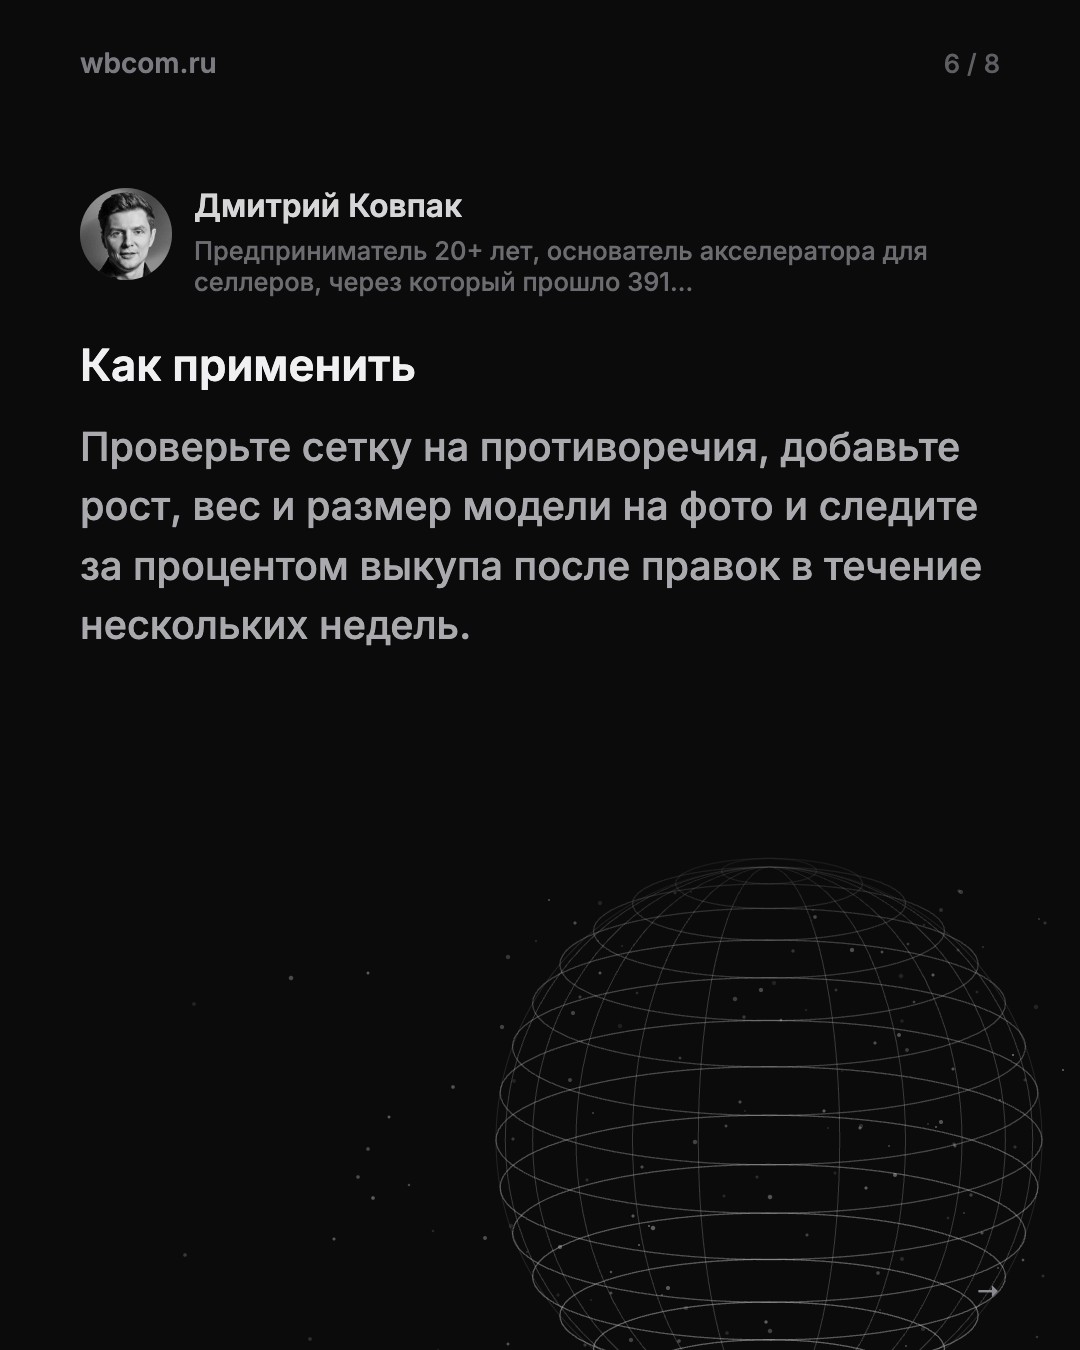 wbcom.ru
6 / 8
Дмитрий Ковпак
Предприниматель 20+ лет, основатель акселератора для
селлеров, через который прошло 391...
Как применить
Проверьте сетку на противоречия, добавьте
рост, вес и размер модели на фото и следите
за процентом выкупа после правок в течение
нескольких недель.
→